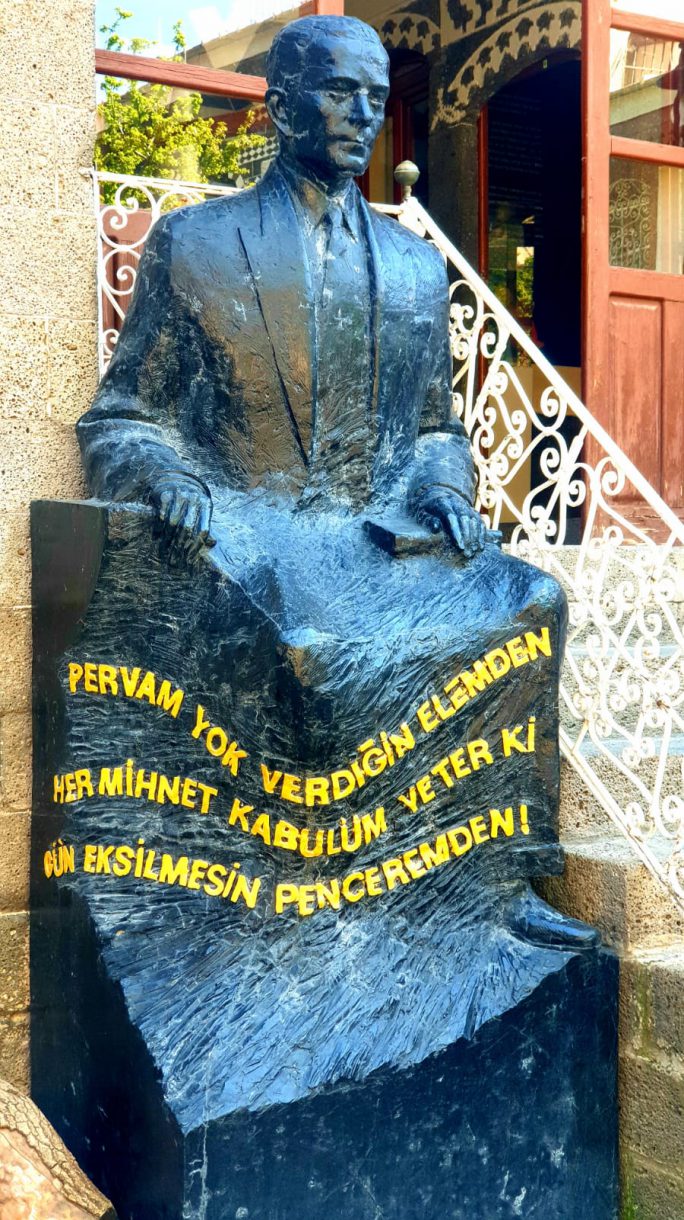 PERVAM YOK VERDİĞİN ELEMDEN
HER MİHNET KABULÜM YETER Kİ
GÜN EKSİLMESİN PENCEREMDEN!